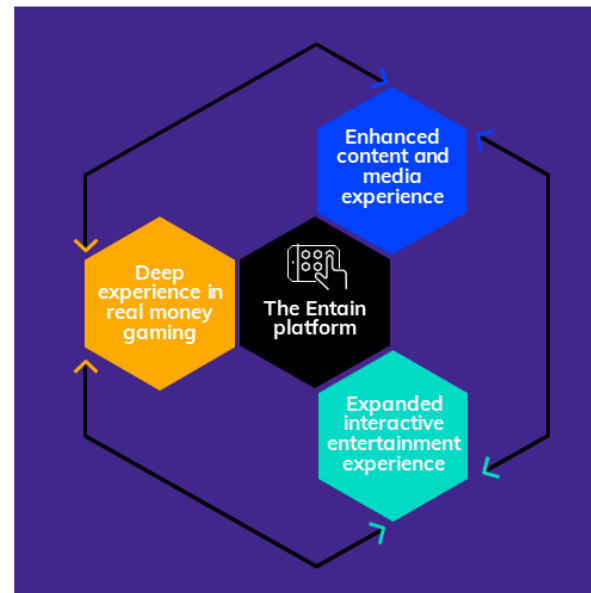 Enhanced
content and
media
experience
Deep
experience in
real money
gaming
The Entain
platform
Expanded
interactive
entertainment
experience